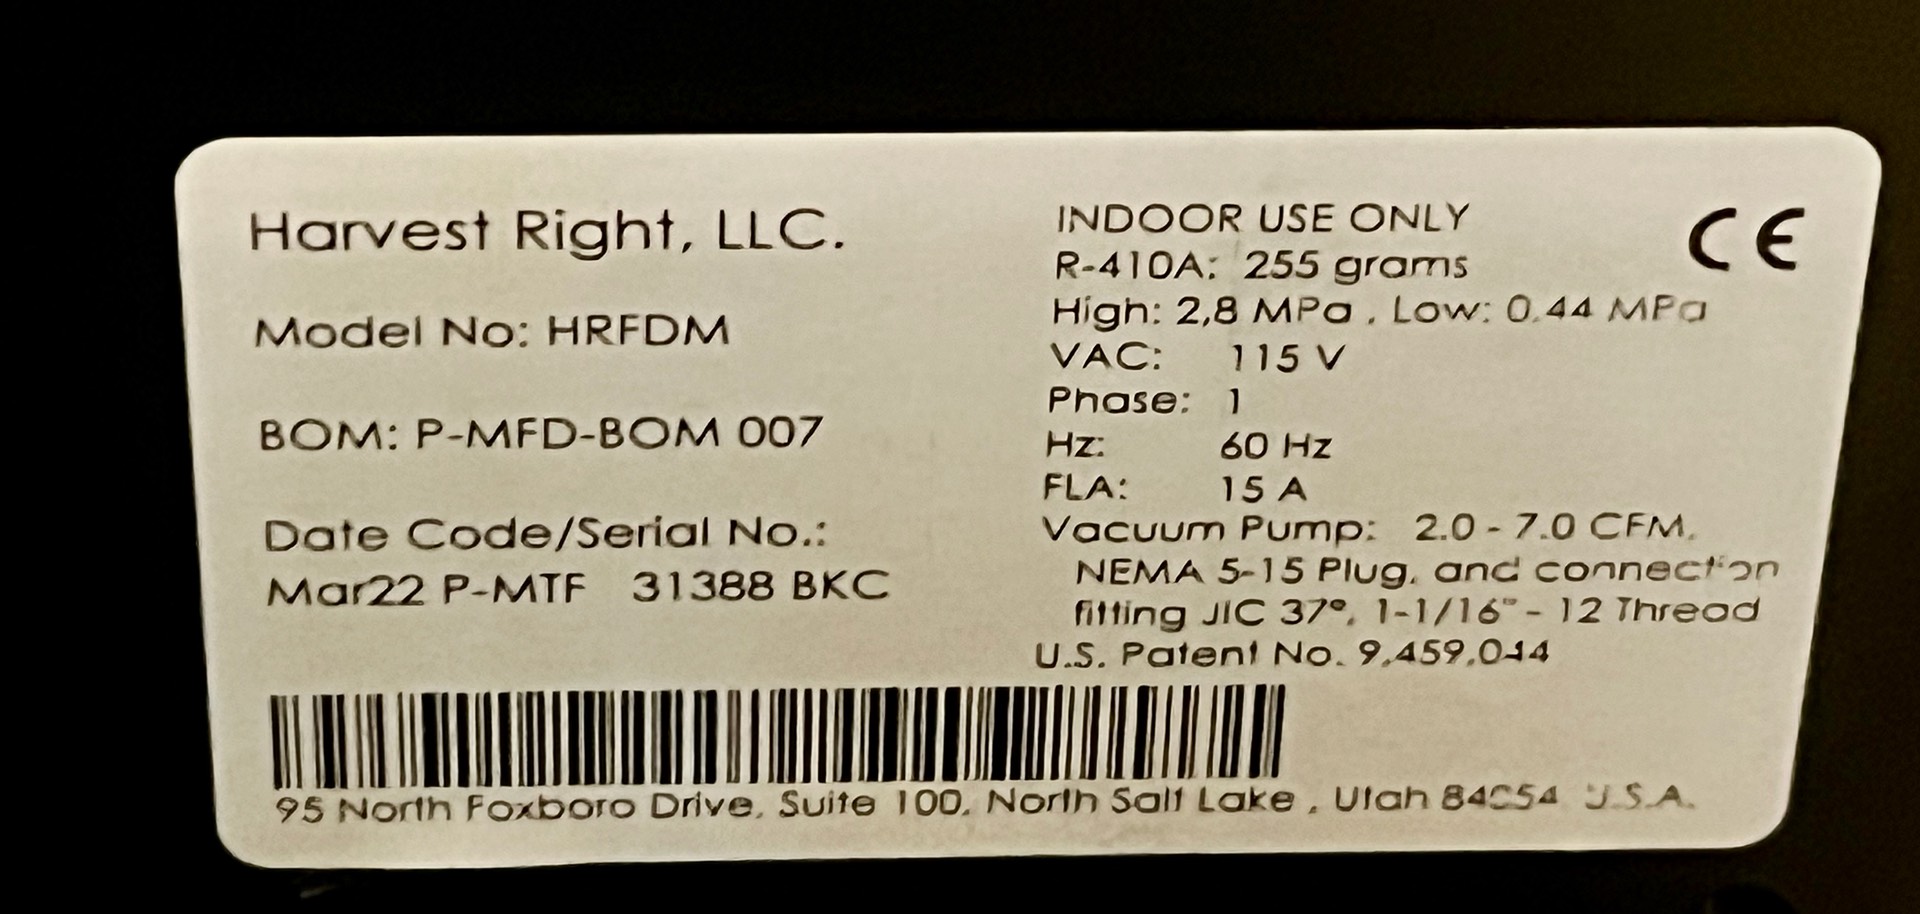 Harvest Right, LLC.
Model No: HRFDM
BOM: P-MFD-BOM 007
Date Code/Serial No.:
Mar22 P-MTF 31388 BKC
INDOOR USE ONLY
R-410A: 255 grams
High: 2,8 MPa , Low: 0.44 MPa
VAC: 115 V
Phase: 1
Hz: 60 Hz
FLA: 15 A
Vacuum Pump: 2.0 - 7.0 CFM,
NEMA 5-15 Plug, and connection
fitting JIC 37°, 1-1/16" - 12 Thread
U.S. Patent No. 9,459,044
CE
95 North Foxboro Drive, Suite 100, North Salt Lake , Utah 84054 U.S.A.